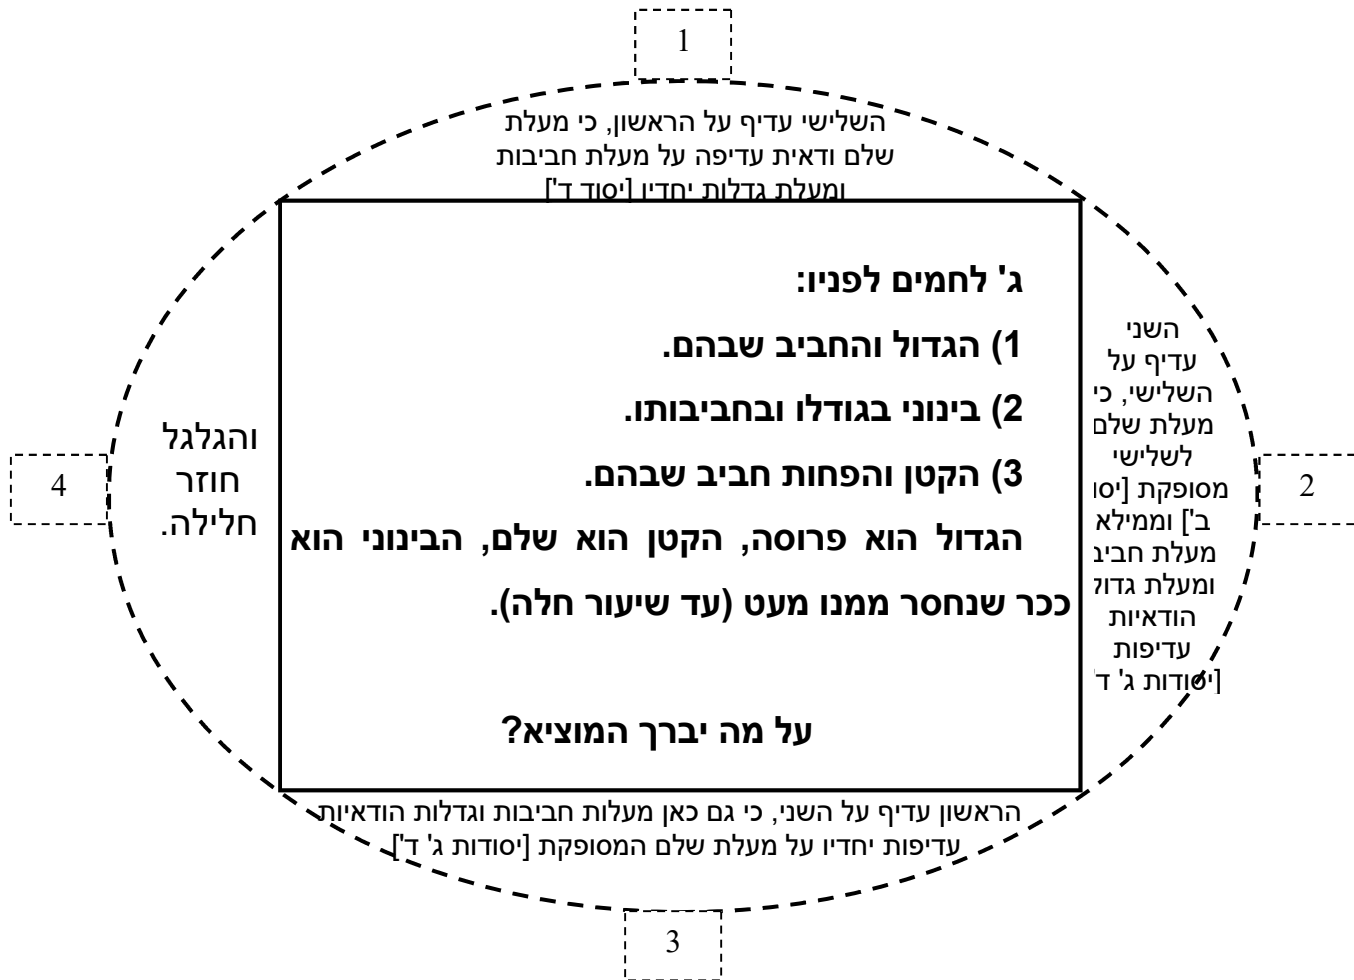 1
השלישי עדיף על הראשון, כי מעלת
שלם ודאית עדיפה על מעלת חביבות
ומעלת גדלות יחדיו [יסוד ד']
ג' לחמים לפניו:
1) הגדול והחביב שבהם.
2) בינוני בגודלו ובחביבותו.
3) הקטן והפחות חביב שבהם.
הגדול הוא פרוסה, הקטן הוא שלם, הבינוני הוא
ככר שנחסר ממנו מעט (עד שיעור חלה).
על מה יברך המוציא?
2
השני
עדיף על
השלישי, כי
מעלת שלם
לשלישי
מסופקת [יסו
ב'] וממילא
מעלת חביב
ומעלת גדול
הודאיות
עדיפות
[יסודות ג' ד'
3
הראשון עדיף על השני, כי גם כאן מעלות חביבות וגדלות הודאיות
עדיפות יחדיו על מעלת שלם המסופקת [יסודות ג' ד']
4
והגלגל
חוזר
חלילה.